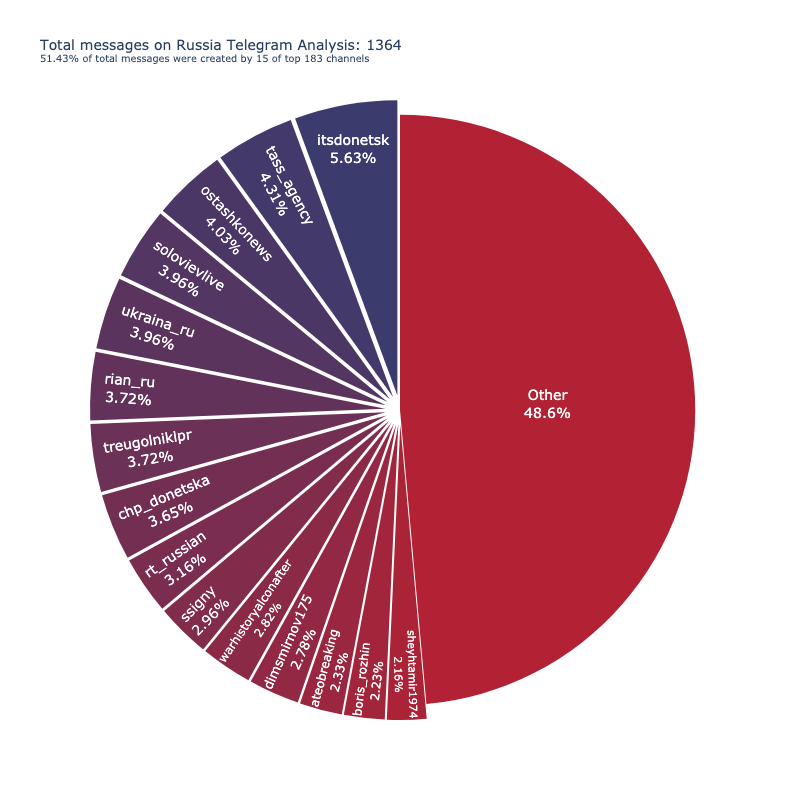 Total messages on Russia Telegram Analysis: 1364
51.43% of total messages were created by 15 of top 183 channels
itsdonetsk
5.63%
tass_agency
4.31%
ostashkonews
4.03%
solovievlive
3.96%
ukraina_ru
3.96%
rian_ru
3.72%
treugolniklpr
3.72%
chp_donetska
3.65%
rt_russian
3.16%
ssigny
2.96%
warhistoryalconafter
2.82%
dimsmirnov175
2.78%
ateobreaking
2.33%
boris_rozhin
2.23%
sheyhtamir1974
2.16%
Other
48.6%